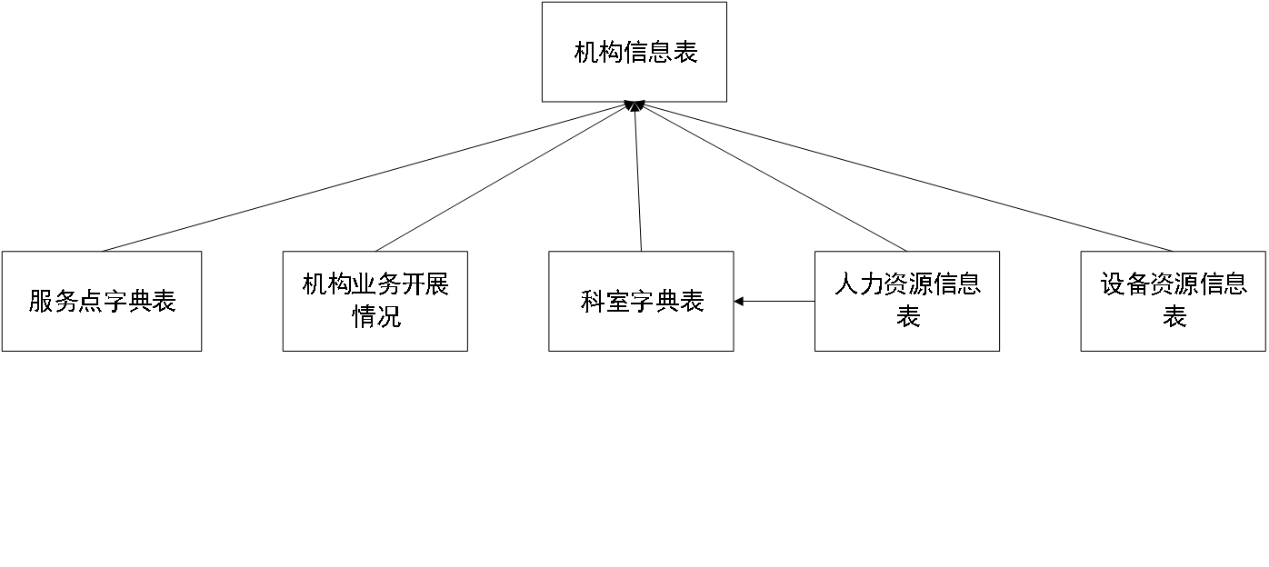 机构信息表
服务点字典表
机构业务开展
情况
科室字典表
人力资源信息
表
设备资源信息
表